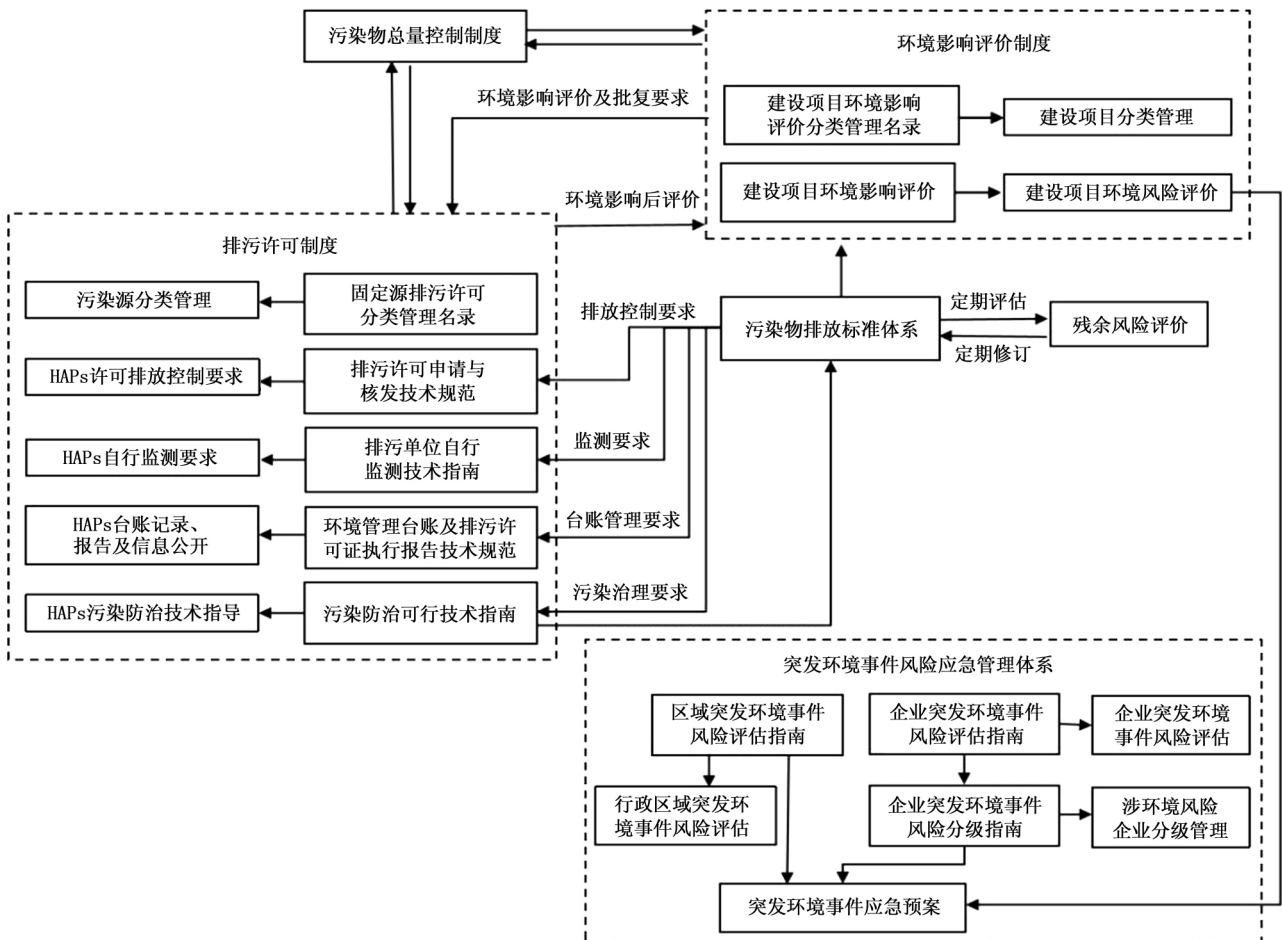 污染物总量控制制度
环境影响评价制度
环境影响评价及批复要求
建设项目环境影响
评价分类管理名录
建设项目分类管理
建设项目环境影响评价
建设项目环境风险评价
环境影响后评价
排污许可制度
污染源分类管理
固定源排污许可
分类管理名录
排放控制要求
污染物排放标准体系
定期评估
定期修订
残余风险评价
HAPs许可排放控制要求
排污许可申请与
核发技术规范
HAPs自行监测要求
排污单位自行
监测技术指南
监测要求
HAPs台账记录、
报告及信息公开
环境管理台账及排污许
可证执行报告技术规范
台账管理要求
HAPs污染防治技术指导
污染防治可行技术指南
污染治理要求
突发环境事件风险应急管理体系
区域突发环境事件
风险评估指南
企业突发环境事件
风险评估指南
企业突发环境
事件风险评估
行政区域突发环
境事件风险评估
企业突发环境事件
风险分级指南
涉环境风险
企业分级管理
突发环境事件应急预案